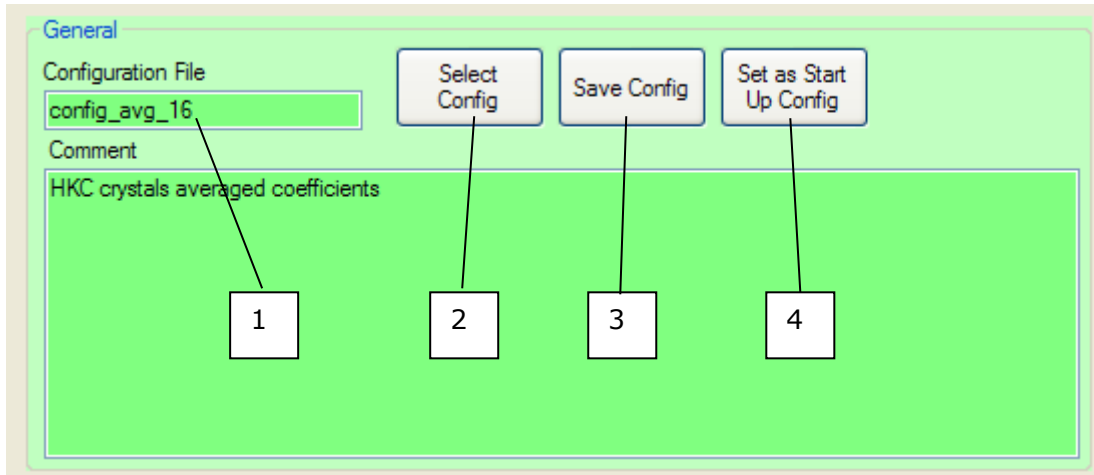 General
Configuration File
config_avg_16
Select
Config
Save Config
Set as Start
Up Config
Comment
HKC crystals averaged coefficients
1
2
3
4